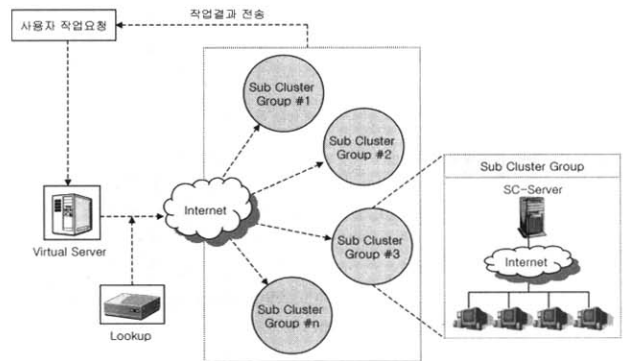 사용자 작업요청
작업결과 전송
Sub Cluster
Group #1
Sub Cluster
Group #2
Sub Cluster Group
SC-Server
Internet
Virtual Server
Internet
Sub Cluster
Group #3
Lookup
Sub Cluster
Group #n